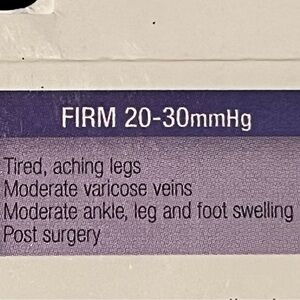 FIRM 20-30mmHg
Tired, aching legs
Moderate varicose veins
Moderate ankle, leg and foot swelling
Post surgery